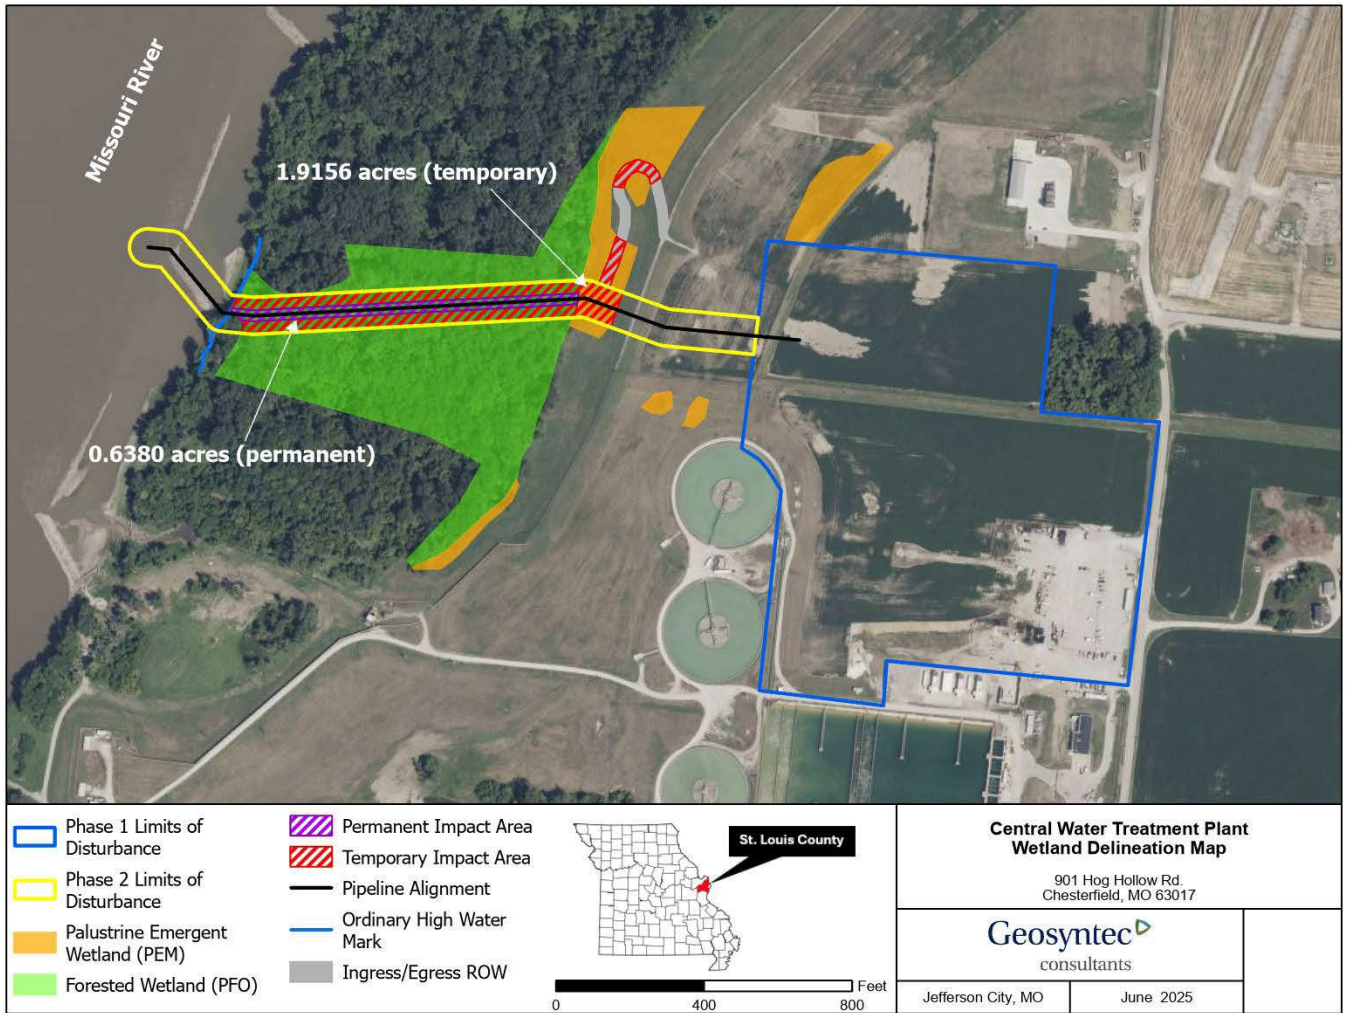 Missouri River
1.9156 acres (temporary)
0.6380 acres (permanent)
Phase 1 Limits of
Disturbance
Phase 2 Limits of
Disturbance
Palustrine Emergent
Wetland (PEM)
Forested Wetland (PFO)
Permanent Impact Area
Temporary Impact Area
Pipeline Alignment
Ordinary High Water
Mark
Ingress/Egress ROW
St. Louis County
Feet
0 400 800
Central Water Treatment Plant
Wetland Delineation Map
901 Hog Hollow Rd.
Chesterfield, MO 63017
Geosyntec
consultants
Jefferson City, MO
June 2025